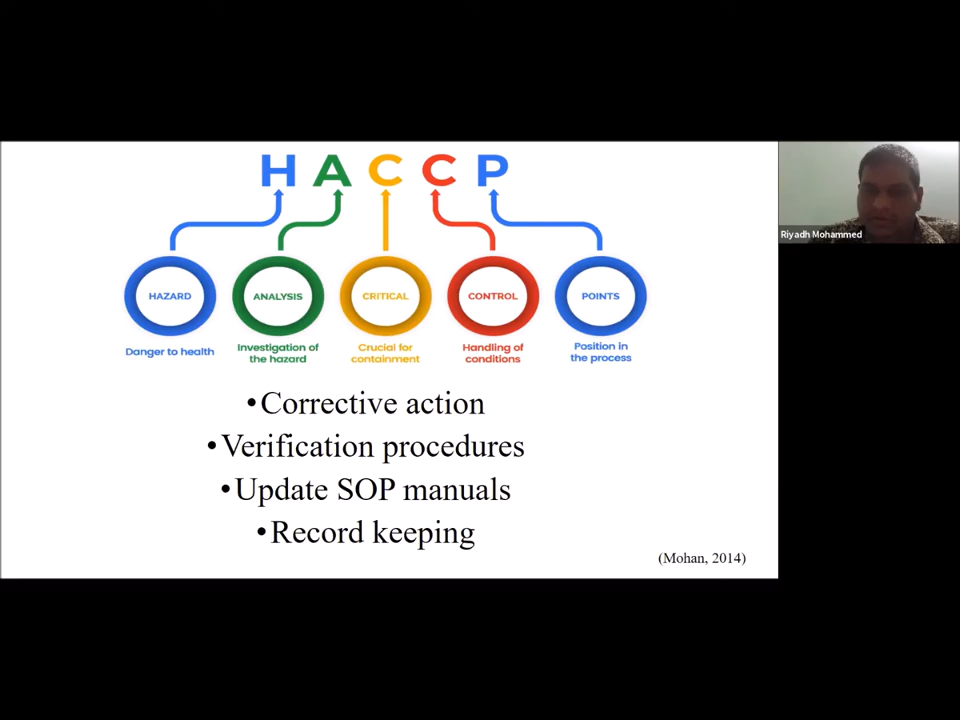 HACCP
HAZARD
ANALYSIS
CRITICAL
CONTROL
POINTS
Danger to health
Investigation of
the hazard
Crucial for
containment
Handling of
conditions
Position in
the process
•Corrective action
•Verification procedures
•Update SOP manuals
•Record keeping
(Mohan, 2014)
Riyadh Mohammed